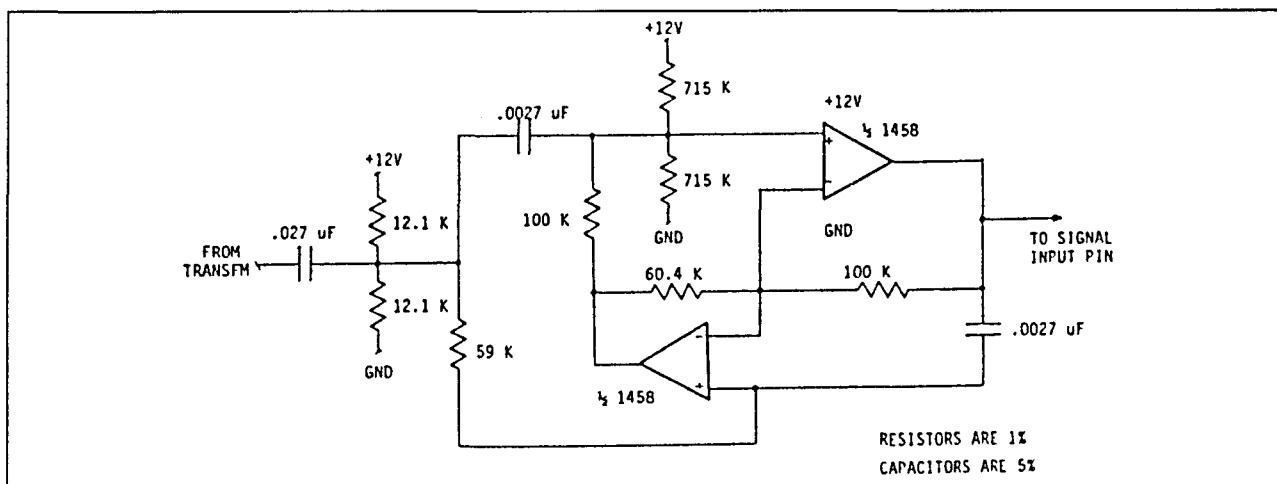 +12V
715 K
+12V
.0027 uF
½ 1458
+
-
+12V
715 K
100 K
12.1 K
.027 uF
GND
GND
FROM
TRANSFM
TO SIGNAL
INPUT PIN
60.4 K
100 K
12.1 K
.0027 uF
59 K
-
+
GND
½ 1458
RESISTORS ARE 1%
CAPACITORS ARE 5%